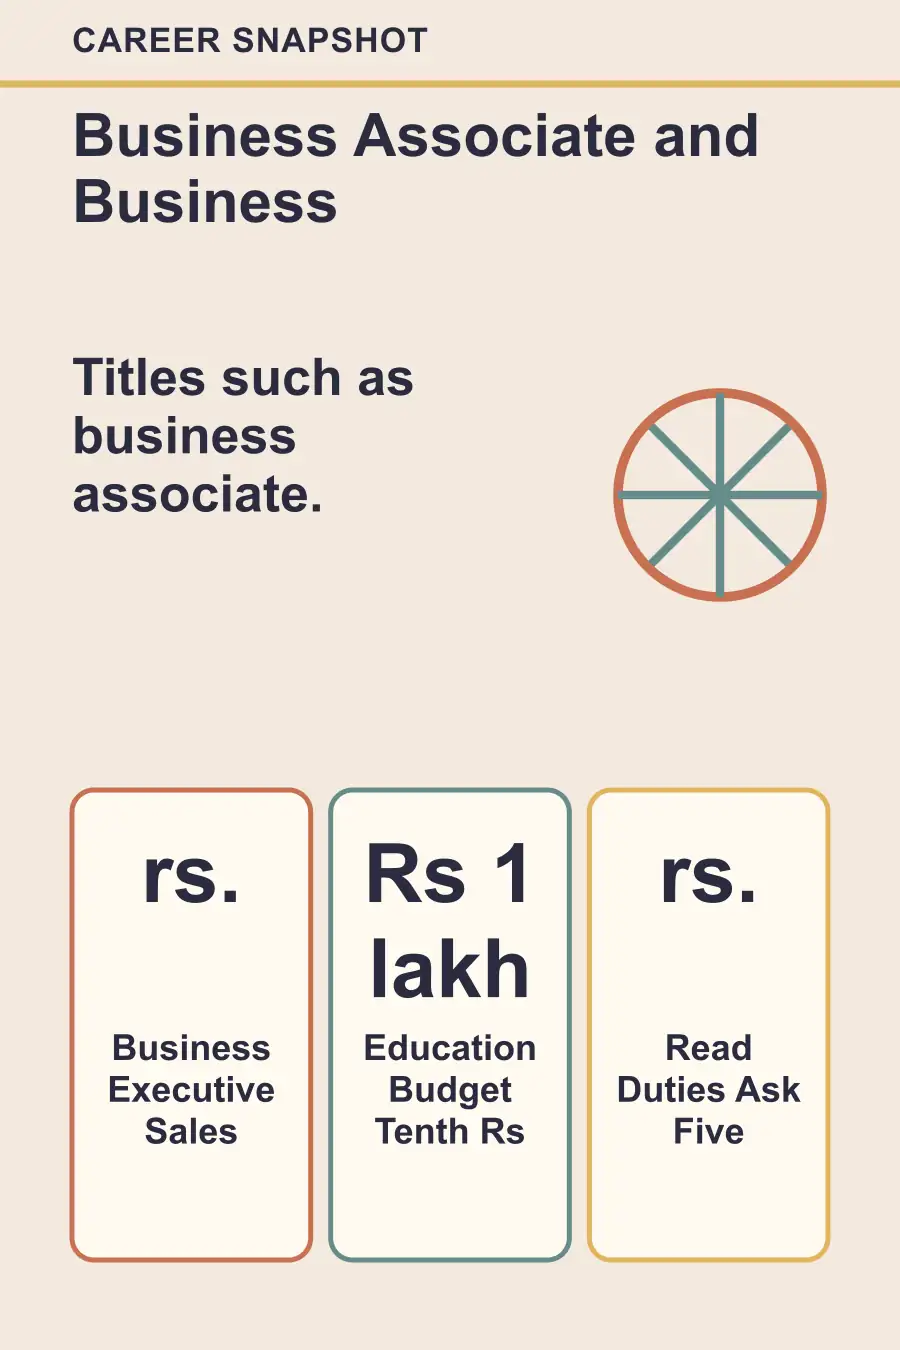 CAREER SNAPSHOT
Business Associate and
Business
Titles such as
business
associate.
rs.
Business
Executive
Sales
Rs 1
lakh
Education
Budget
Tenth Rs
rs.
Read
Duties Ask
Five